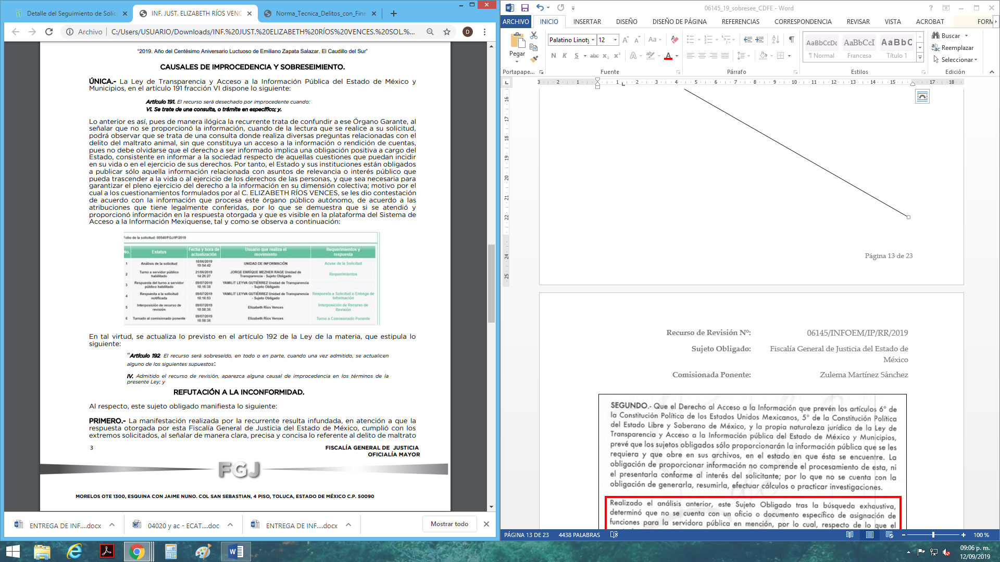 Detalle del Seguimiento de Solic
INF. JUST. ELIZABETH RÍOS VENC
Norma_Tecnica_Delitos_con_Fine
Archivo
C:/Users/USUARIO/Downloads/INF.%20JUST.%20ELIZABETH%20RÍOS%20VENCES.%20SOL.%...
D
“2019. Año del Centésimo Aniversario Luctuoso de Emiliano Zapata Salazar. El Caudillo del Sur”
CAUSALES DE IMPROCEDENCIA Y SOBRESEIMIENTO.
ÚNICA.- La Ley de Transparencia y Acceso a la Información Pública del Estado de México y
Municipios, en el artículo 191 fracción VI dispone lo siguiente:
Artículo 191. El recurso será desechado por improcedente cuando:
VI. Se trate de una consulta, o trámite en específico; y.
Lo anterior es así, pues de manera ilógica la recurrente trata de confundir a ese Órgano Garante, al
señalar que no se proporcionó la información, cuando de la lectura que se realice a su solicitud,
podrá observar que se trata de una consulta donde realiza diversas preguntas relacionadas con el
delito del maltrato animal, sin que constituya un acceso a la información o rendición de cuentas,
pues no debe olvidarse que el derecho a ser informado implica una obligación positiva a cargo del
Estado, consistente en informar a la sociedad respecto de aquellas cuestiones que puedan incidir
en su vida o en el ejercicio de sus derechos. Por tanto, el Estado y sus instituciones están obligados
a publicar sólo aquella información relacionada con asuntos de relevancia o interés público que
pueda trascender a la vida o al ejercicio de los derechos de las personas, y que sea necesaria para
garantizar el pleno ejercicio del derecho a la información en su dimensión colectiva; motivo por el
cual a los cuestionamientos formulados por al C. ELIZABETH RÍOS VENCES, se les dio contestación
de acuerdo con la información que procesa este órgano público autónomo, de acuerdo a las
atribuciones que tiene legalmente conferidas, por lo que se demuestra que si se atendió y
proporcionó información en la respuesta otorgada y que es visible en la plataforma del Sistema de
Acceso a la Información Mexiquense, tal y como se observa a continuación:
Folio de la solicitud: 00540/FGJ/IP/2019
No. Estatus Fecha y hora de actualización Usuario que realiza el movimiento Requerimientos y respuesta
1 Análisis de la solicitud 18/06/2019 19:54:42 UNIDAD DE INFORMACIÓN Acuse de la Solicitud
2 Turno a servidor público habilitado 21/06/2019 14:26:27 JORGE ENRÍQUE MEZHER RAGE Unidad de Transparencia - Sujeto Obligado Requerimientos
3 Respuesta del turno a servidor público habilitado 09/07/2019 18:16:38 YAMILIT LEYVA GUTIÉRREZ Unidad de Transparencia - Sujeto Obligado
4 Respuesta a la solicitud notificada 09/07/2019 18:16:53 YAMILIT LEYVA GUTIÉRREZ Unidad de Transparencia - Sujeto Obligado Respuesta a Solicitud o Entrega de Información
5 Interposición de recurso de revisión 09/07/2019 18:58:36 Elizabeth Ríos Vences Interposición de Recurso de Revisión
6 Turnado al comisionado ponente 09/07/2019 18:58:36 Elizabeth Ríos Vences Turno a Comisionado Ponente
En tal virtud, se actualiza lo previsto en el artículo 192 de la Ley de la materia, que estipula lo
siguiente:
“Artículo 192. El recurso será sobreseído, en todo o en parte, cuando una vez admitido, se actualicen
alguno de los siguientes supuestos:
IV. Admitido el recurso de revisión, aparezca alguna causal de improcedencia en los términos de la
presente Ley; y
REFUTACIÓN A LA INCONFORMIDAD.
Al respecto, este sujeto obligado manifiesta lo siguiente:
PRIMERO.- La manifestación realizada por la recurrente resulta infundada, en atención a que la
respuesta otorgada por esta Fiscalía General de Justicia del Estado de México, cumplió con los
extremos solicitados, al señalar de manera clara, precisa y concisa lo referente al delito de maltrato
3
FISCALÍA GENERAL DE JUSTICIA
OFICIALÍA MAYOR
FGJ
MORELOS OTE 1300, ESQUINA CON JAIME NUNO. COL SAN SEBASTIAN, 4 PISO, TOLUCA, ESTADO DE MÉXICO C.P. 50090
ENTREGA DE INF....docx
04020 y ac - ECAT....doc
ENTREGA DE INF....docx
Mostrar todo
06145_19_sobresee_CDFE - Word
ARCHIVO INICIO INSERTAR DISEÑO DISEÑO DE PÁGINA REFERENCIAS CORRESPONDENCIA REVISAR VISTA ACROBAT FORM
Pegar
Palatino Linoty 12
N K S abc x₂ x²
AaBbCcDc AaBbCcI AaBbC
¶ Normal Francesa Título 1
Buscar
Reemplazar
Seleccionar
Portapape... Fuente Párrafo Estilos Edición
3 2 1 1 2 3 4 5 6 7 8 9 10 11 12 13 14 15 17 18
16 17 18 19 20 21 22 24 25
Página 13 de 23
Recurso de Revisión N°: 06145/INFOEM/IP/RR/2019
Sujeto Obligado: Fiscalía General de Justicia del Estado de
México
Comisionada Ponente: Zulema Martínez Sánchez
SEGUNDO.- Que el Derecho al Acceso a la Información que prevén los artículos 6° de
la Constitución Política de los Estados Unidos Mexicanos, 5° de la Constitución Política
del Estado Libre y Soberano de México, y la propia naturaleza jurídica de la Ley de
Transparencia y Acceso a la Información pública del Estado de México y Municipios,
prevé que los sujetos obligados sólo proporcionarán la información pública que se les
requiera y que obre en sus archivos, en el estado en que ésta se encuentre. La
obligación de proporcionar información no comprende el procesamiento de esta, ni
el presentarla conforme al interés del solicitante; por lo que no se cuenta con la
obligación de generarla, resumirla, efectuar cálculos o practicar investigaciones.
Realizado el análisis anterior, este Sujeto Obligado tras la búsqueda exhaustiva,
determinó que no se cuenta con un oficio o documento específico de asignación de
funciones para la servidora pública en mención, por lo cual, respecto de lo que el
PÁGINA 13 DE 23 4438 PALABRAS
100 %
09:06 p. m.
12/09/2019